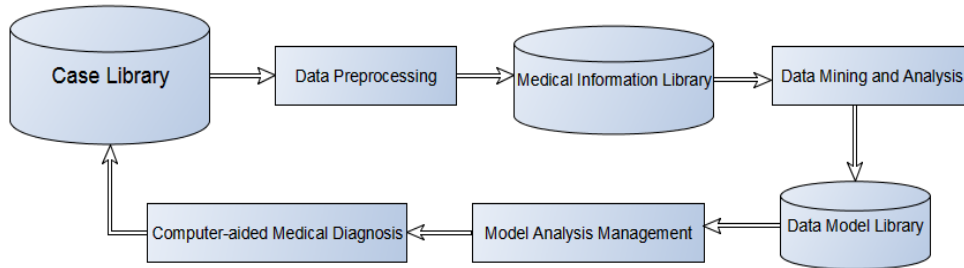 Case Library
Data Preprocessing
Medical Information Library
Data Mining and Analysis
Computer-aided Medical Diagnosis
Model Analysis Management
Data Model Library